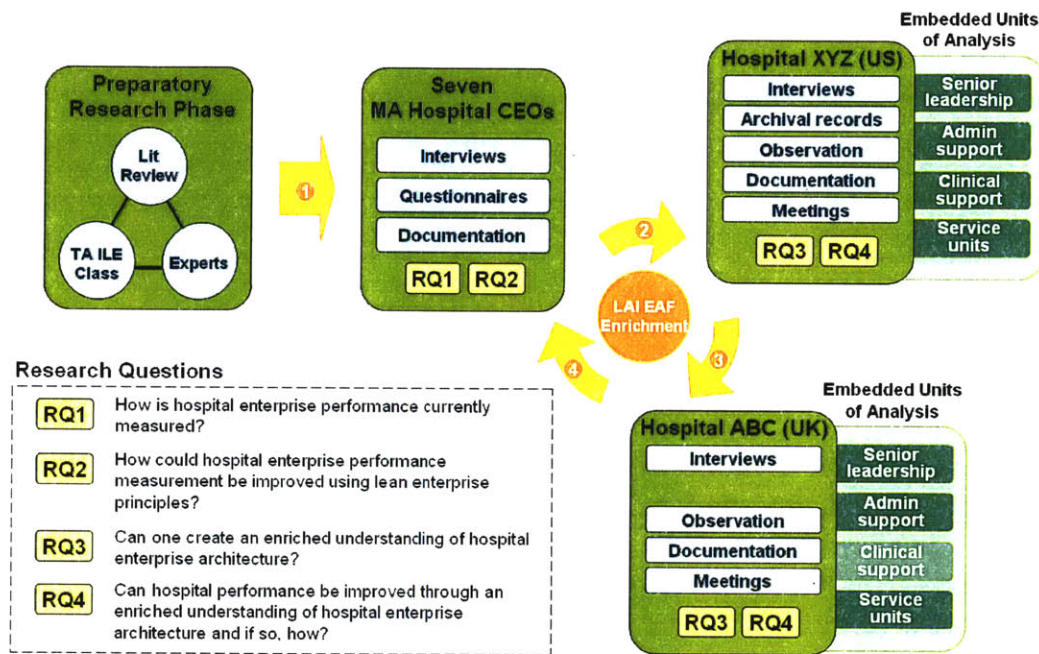 Preparatory
Research Phase
Lit
Review
TA ILE
Class
Experts
1
Seven
MA Hospital CEOs
Interviews
Questionnaires
Documentation
RQ1
RQ2
2
Hospital XYZ (US)
Interviews
Archival records
Observation
Documentation
Meetings
RQ3
RQ4
Embedded Units
of Analysis
Senior
leadership
Admin
support
Clinical
support
Service
units
LAI EAF
Enrichment
3
4
Hospital ABC (UK)
Interviews
Observation
Documentation
Meetings
RQ3
RQ4
Embedded Units
of Analysis
Senior
leadership
Admin
support
Clinical
support
Service
units
Research Questions
RQ1
How is hospital enterprise performance currently
measured?
RQ2
How could hospital enterprise performance
measurement be improved using lean enterprise
principles?
RQ3
Can one create an enriched understanding of hospital
enterprise architecture?
RQ4
Can hospital performance be improved through an
enriched understanding of hospital enterprise
architecture and if so, how?